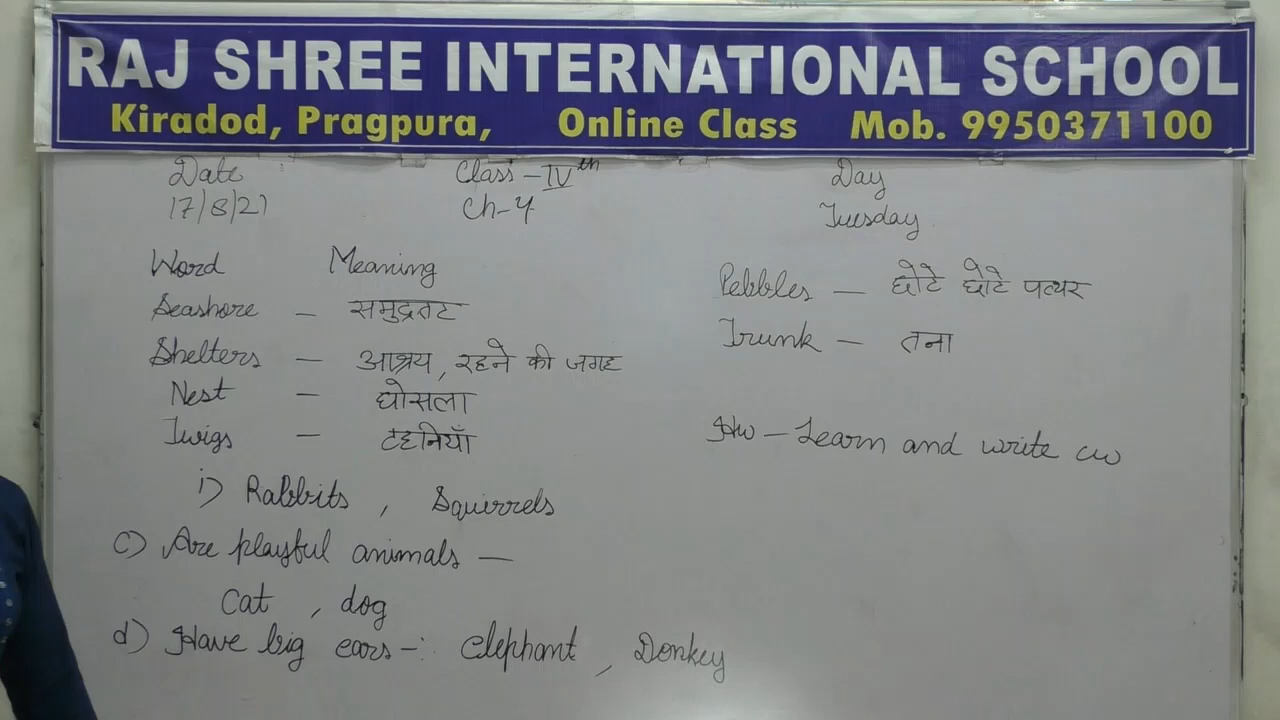 RAJ SHREE INTERNATIONAL SCHOOL
Kiradod, Pragpura, Online Class Mob. 9950371100
Date Class - IVth Day
17/8/21 Ch-4 Tuesday
Word Meaning
Seashore - समुद्रतट
Shelters - आश्रय, रहने की जगह
Nest - घोसला
Twigs - टहनियाँ
i) Rabbits, Squirrels
c) Are playful animals -
Cat, dog
d) Have big ears -: Elephant, Donkey
Pebbles - छोटे छोटे पत्थर
Trunk - तना
Hw - Learn and write cw